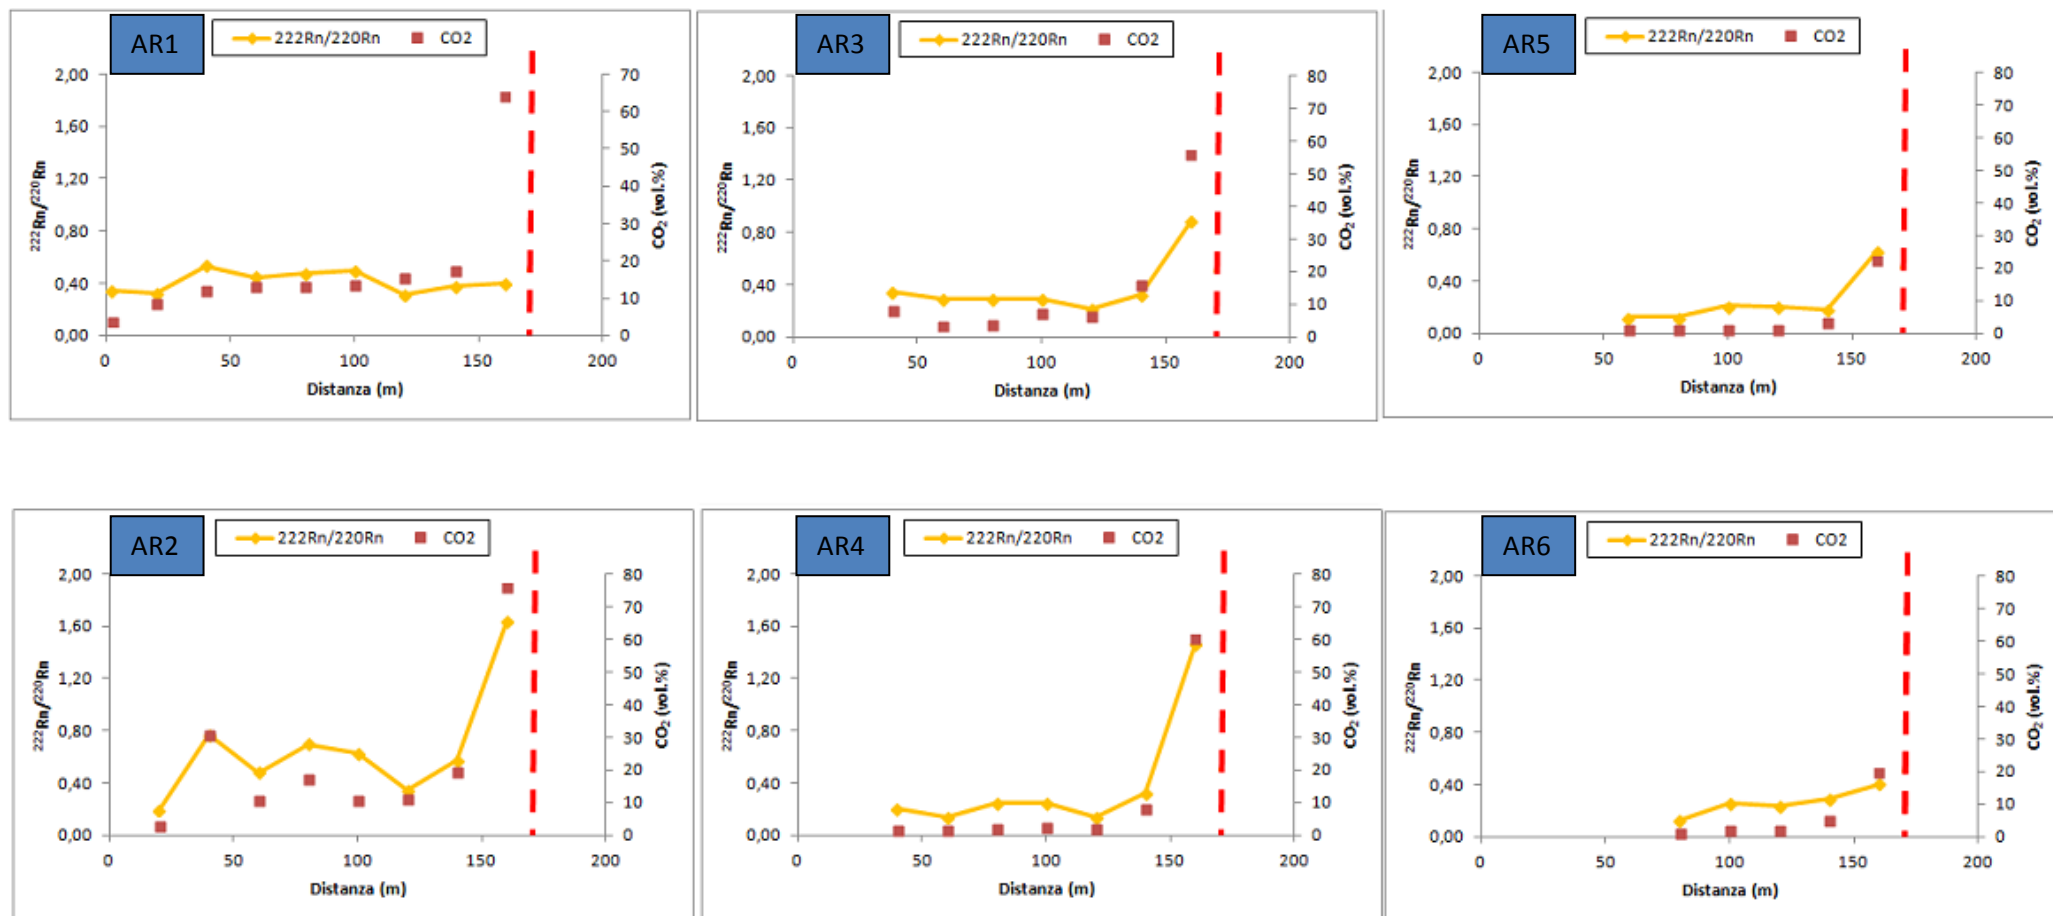 AR1
222Rn/220Rn CO2
2,00 70
1,60 60
50
1,20 40
30
0,80 20
0,40 10
0,00 0
222Rn/220Rn
CO2 (vol.%)
0 50 100 150 200
Distanza (m)
AR3
222Rn/220Rn CO2
2,00 80
70
1,60 60
50
1,20 40
0,80 30
20
0,40 10
0,00 0
222Rn/220Rn
CO2 (vol.%)
0 50 100 150 200
Distanza (m)
AR5
222Rn/220Rn CO2
2,00 80
70
1,60 60
50
1,20 40
0,80 30
20
0,40 10
0,00 0
222Rn/220Rn
CO2 (vol.%)
0 50 100 150 200
Distanza (m)
AR2
222Rn/220Rn CO2
2,00 80
70
1,60 60
50
1,20 40
0,80 30
20
0,40 10
0,00 0
222Rn/220Rn
CO2 (vol.%)
0 50 100 150 200
Distanza (m)
AR4
222Rn/220Rn CO2
2,00 80
70
1,60 60
50
1,20 40
0,80 30
20
0,40 10
0,00 0
222Rn/220Rn
CO2 (vol.%)
0 50 100 150 200
Distanza (m)
AR6
222Rn/220Rn CO2
2,00 80
70
1,60 60
50
1,20 40
0,80 30
20
0,40 10
0,00 0
222Rn/220Rn
CO2 (vol.%)
0 50 100 150 200
Distanza (m)